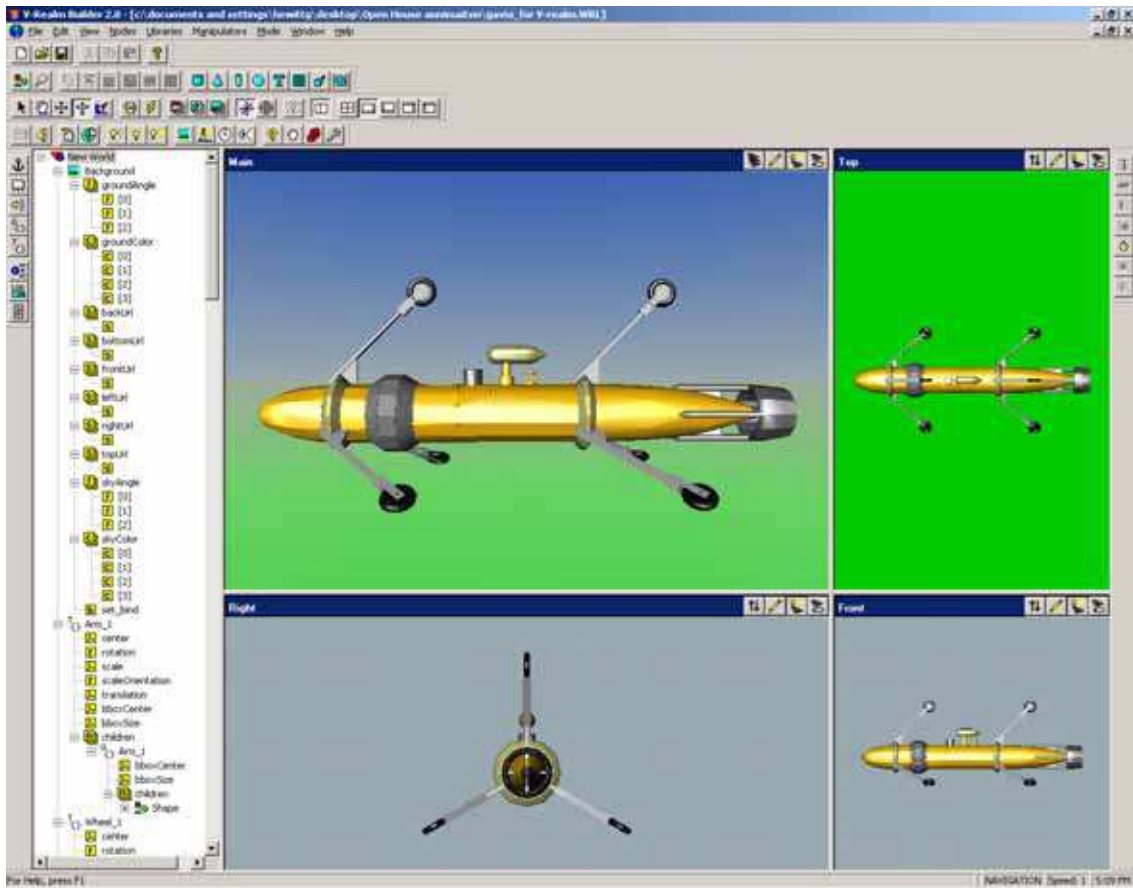 V-Realm Builder 2.0 - [c:\documents and settings\hewittg\desktop\Open House animuatzer\gavia_for V-realm.WRL]
File Edit View Nodes Libraries Manipulators Mode Window Help
New World
Background
groundAngle
[0]
[1]
[2]
groundColor
[0]
[1]
[2]
[3]
backUrl
bottomUrl
frontUrl
leftUrl
rightUrl
topUrl
skyAngle
[0]
[1]
[2]
skyColor
[0]
[1]
[2]
[3]
set_bind
Arm_1
center
rotation
scale
scaleOrientation
translation
bboxCenter
bboxSize
children
Arm_1
bboxCenter
bboxSize
children
Shape
Wheel_1
center
rotation
Main
Top
Right
Front
For Help, press F1
NAVIGATION Speed: 1 5:09 PM